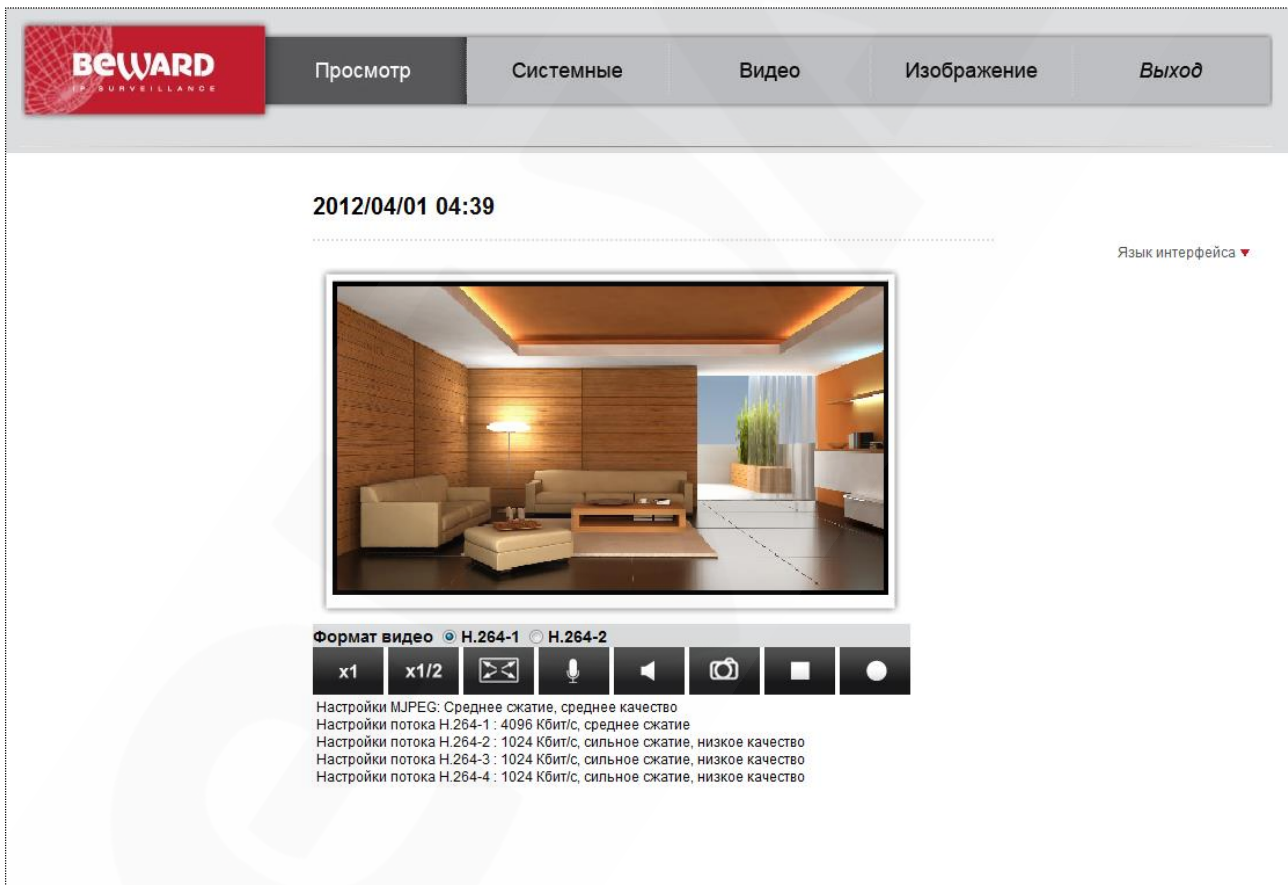 BEWARD
IP SURVEILLANCE
Просмотр
Системные
Видео
Изображение
Выход
2012/04/01 04:39
Язык интерфейса
Формат видео H.264-1 H.264-2
x1
x1/2
Настройки MJPEG: Среднее сжатие, среднее качество
Настройки потока H.264-1 : 4096 Кбит/с, среднее сжатие
Настройки потока H.264-2 : 1024 Кбит/с, сильное сжатие, низкое качество
Настройки потока H.264-3 : 1024 Кбит/с, сильное сжатие, низкое качество
Настройки потока H.264-4 : 1024 Кбит/с, сильное сжатие, низкое качество